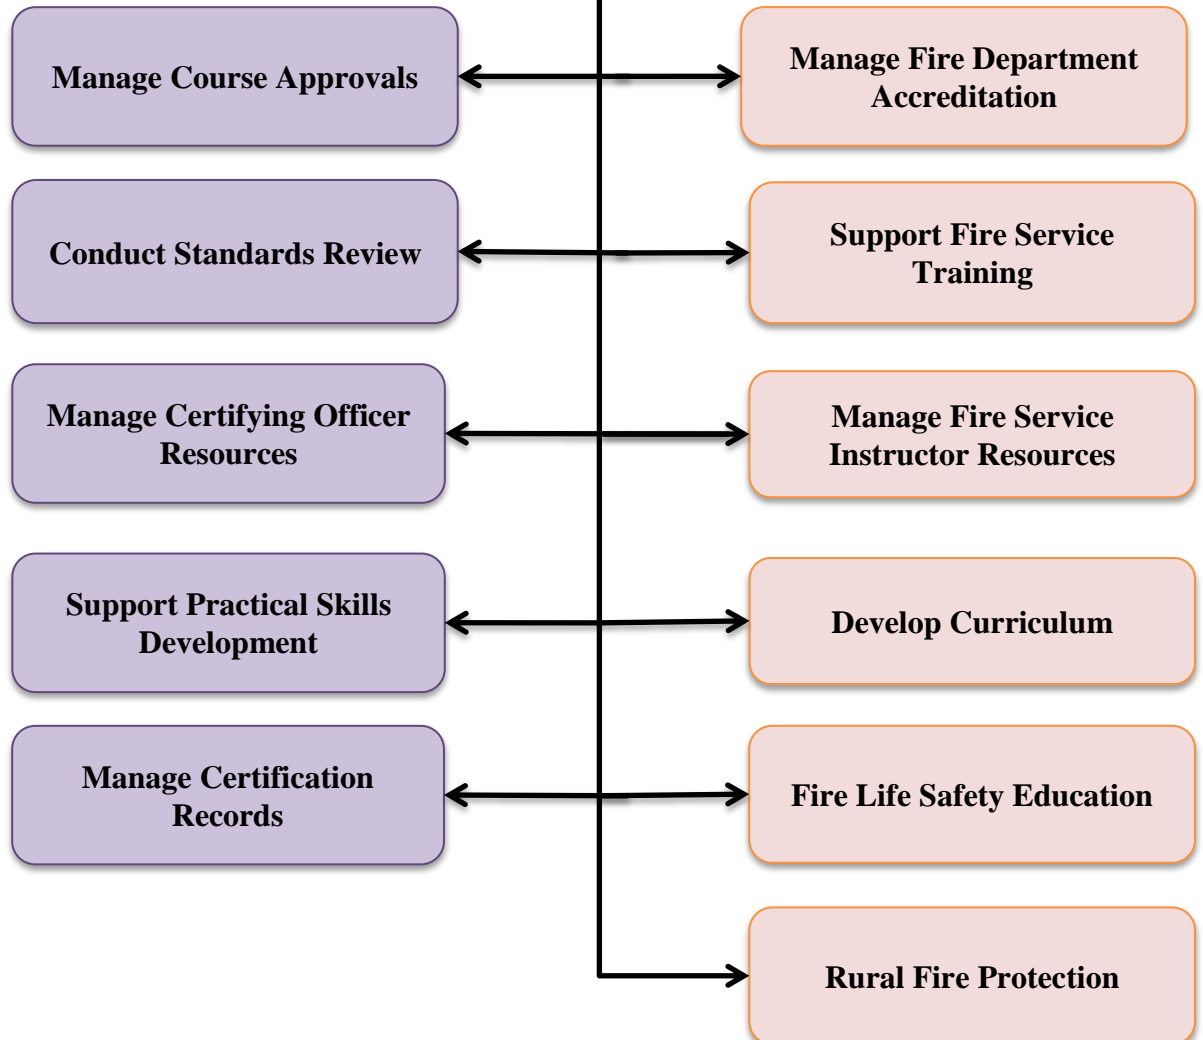 Manage Course Approvals
Manage Fire Department
Accreditation
Conduct Standards Review
Support Fire Service
Training
Manage Certifying Officer
Resources
Manage Fire Service
Instructor Resources
Support Practical Skills
Development
Develop Curriculum
Manage Certification
Records
Fire Life Safety Education
Rural Fire Protection